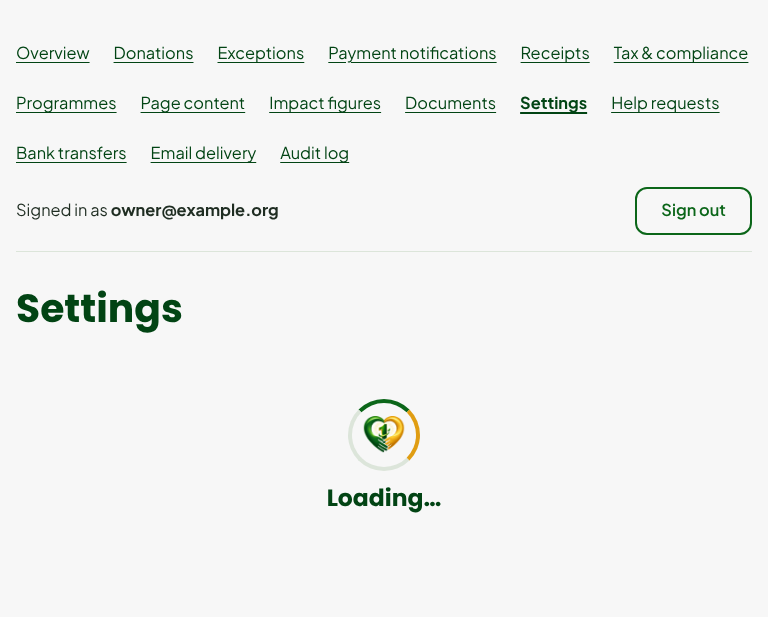 Overview Donations Exceptions Payment notifications Receipts Tax & compliance
Programmes Page content Impact figures Documents Settings Help requests
Bank transfers Email delivery Audit log
Signed in as owner@example.org Sign out
Settings
Loading…